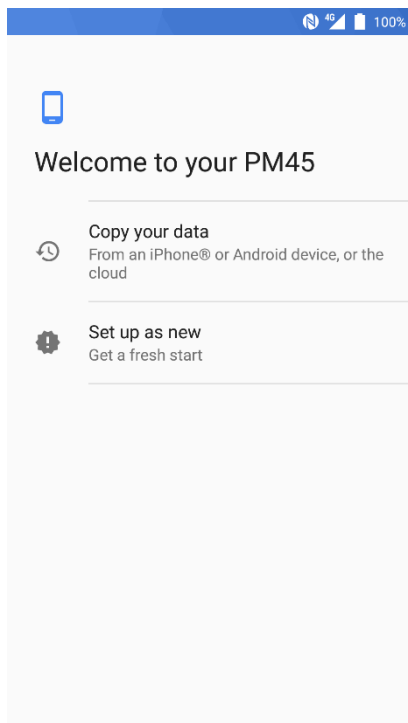 4G 100%
Welcome to your PM45
Copy your data
From an iPhone® or Android device, or the
cloud
Set up as new
Get a fresh start